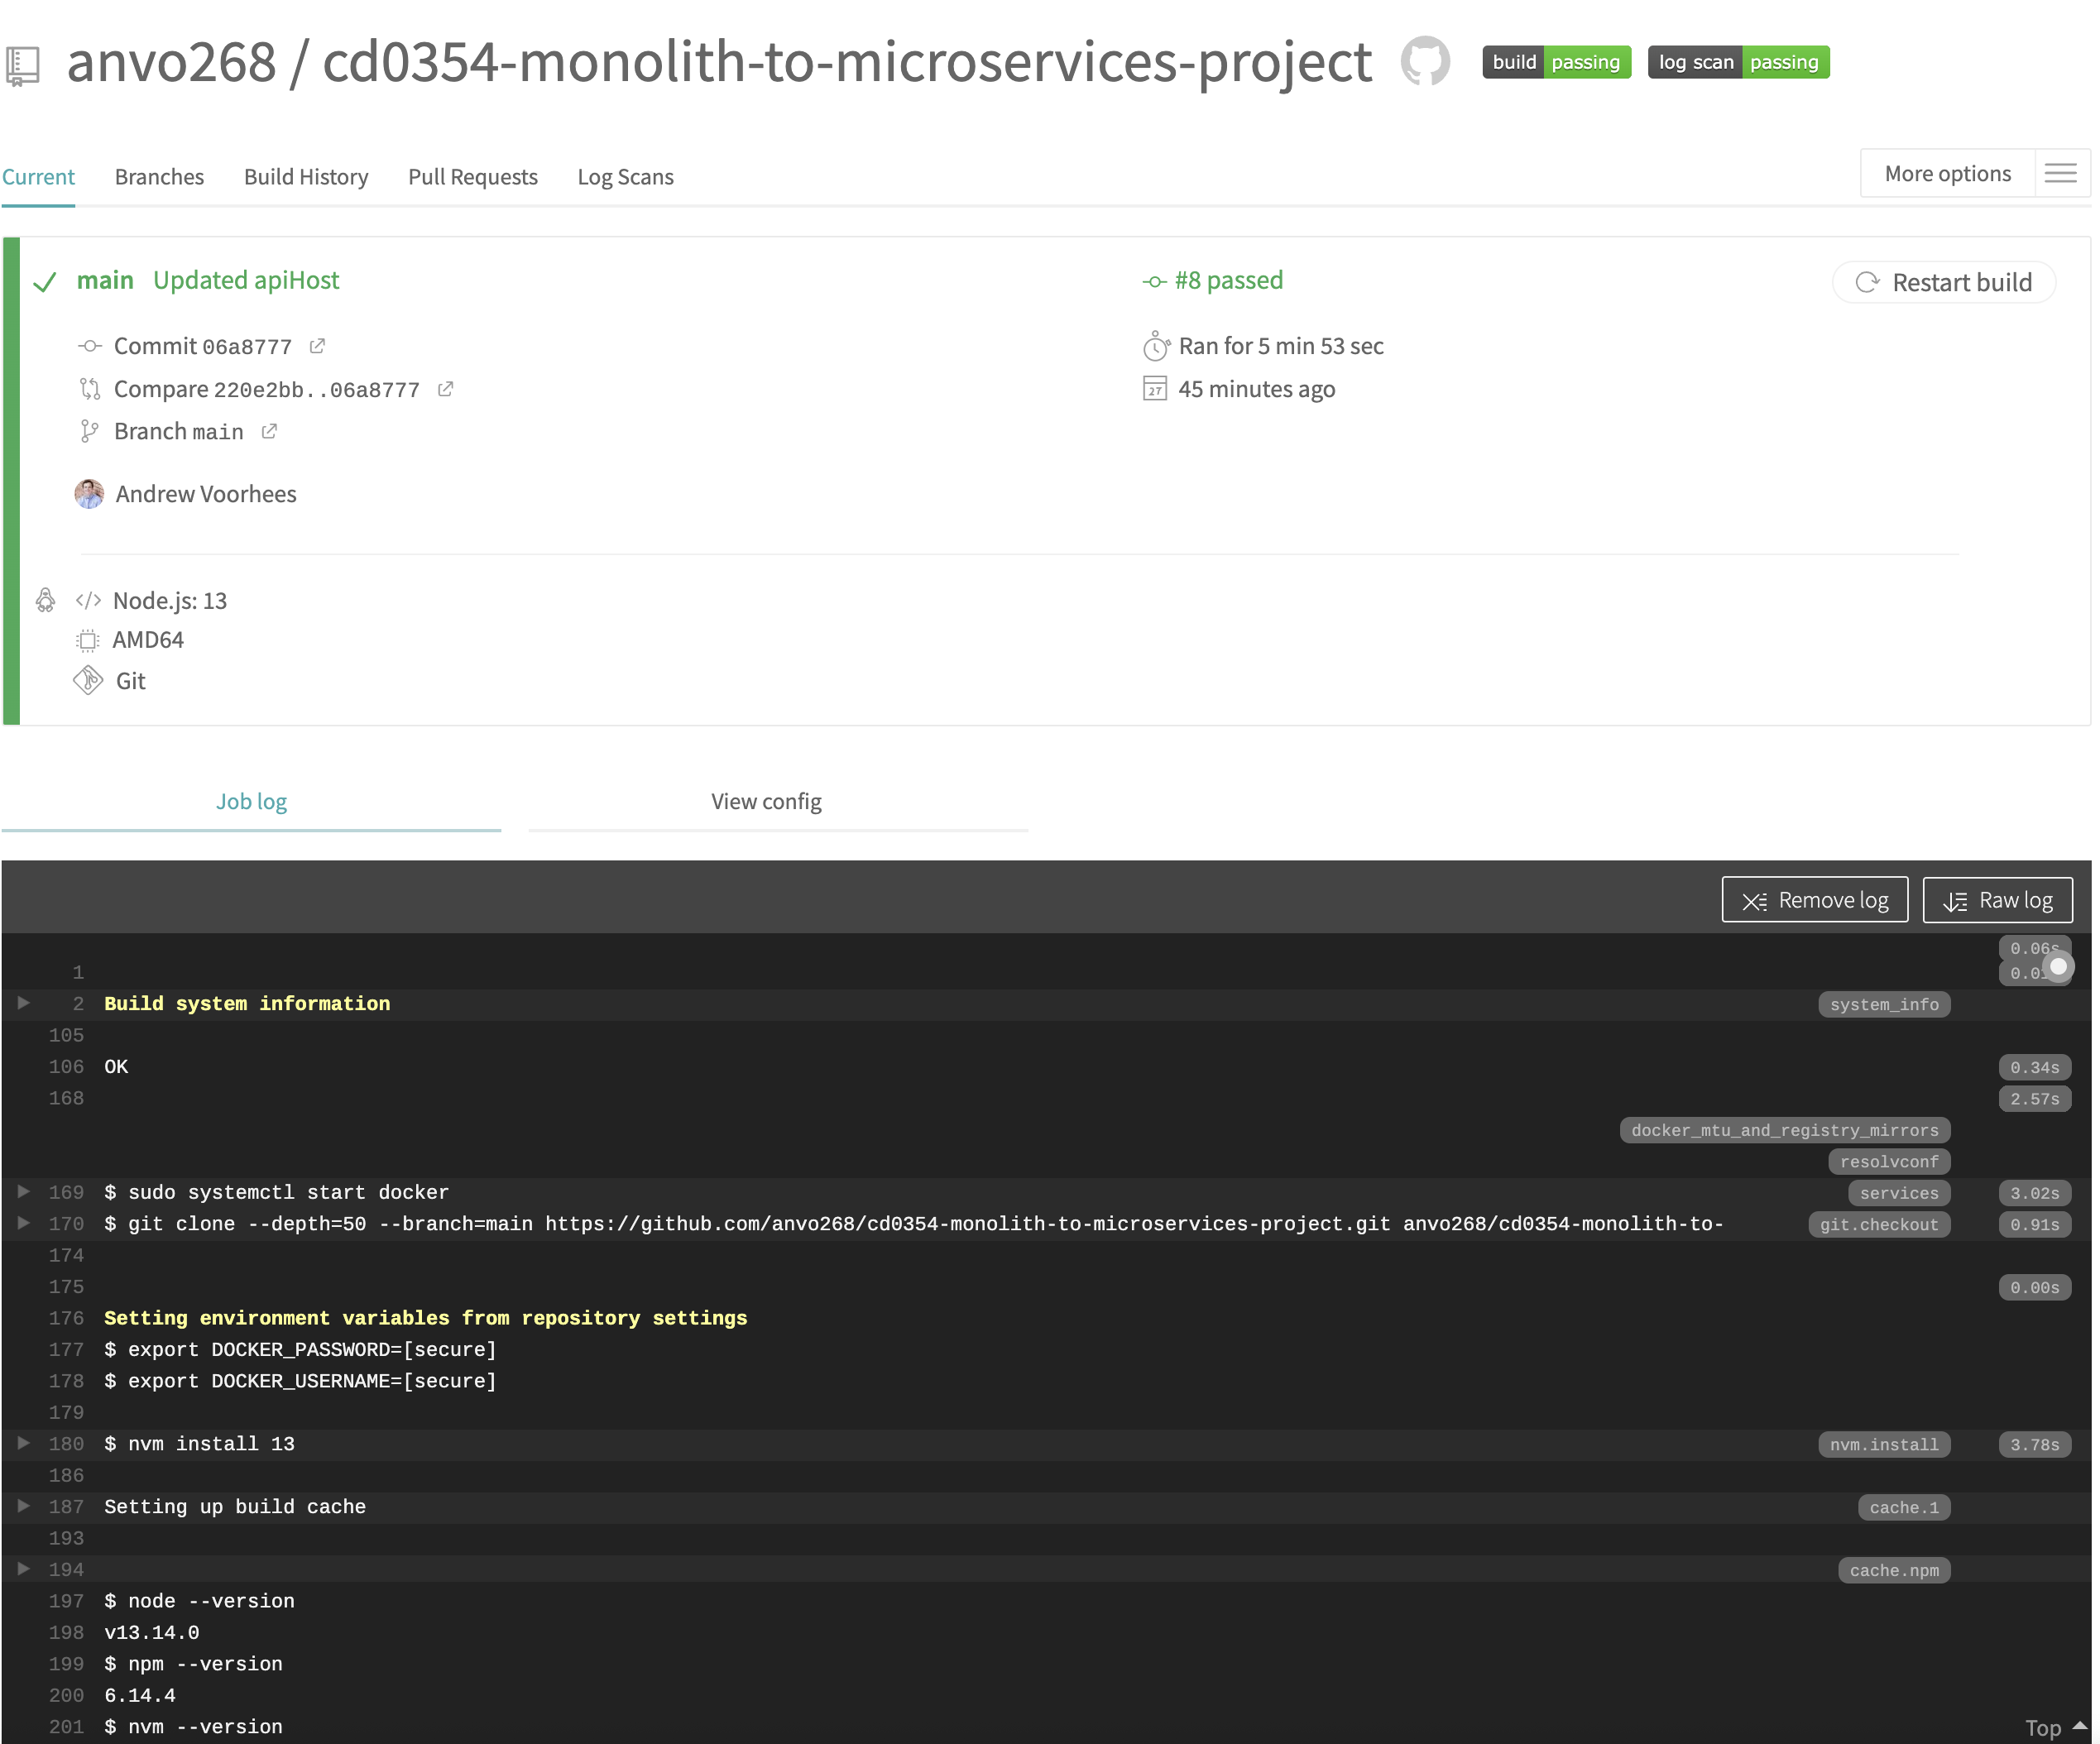 anvo268 / cd0354-monolith-to-microservices-project build passing log scan passing
Current Branches Build History Pull Requests Log Scans More options
main Updated apiHost #8 passed Restart build
Commit 06a8777 Ran for 5 min 53 sec
Compare 220e2bb..06a8777 27 45 minutes ago
Branch main
Andrew Voorhees
Node.js: 13
AMD64
Git
Job log View config
Remove log Raw log
0.06s
1
2 Build system information system_info
105
106 OK 0.34s
168 2.57s
docker_mtu_and_registry_mirrors
resolvconf
169 $ sudo systemctl start docker services 3.02s
170 $ git clone --depth=50 --branch=main https://github.com/anvo268/cd0354-monolith-to-microservices-project.git anvo268/cd0354-monolith-to- git.checkout 0.91s
174
175 0.00s
176 Setting environment variables from repository settings
177 $ export DOCKER_PASSWORD=[secure]
178 $ export DOCKER_USERNAME=[secure]
179
180 $ nvm install 13 nvm.install 3.78s
186
187 Setting up build cache cache.1
193
194 cache.npm
197 $ node --version
198 v13.14.0
199 $ npm --version
200 6.14.4
201 $ nvm --version
Top